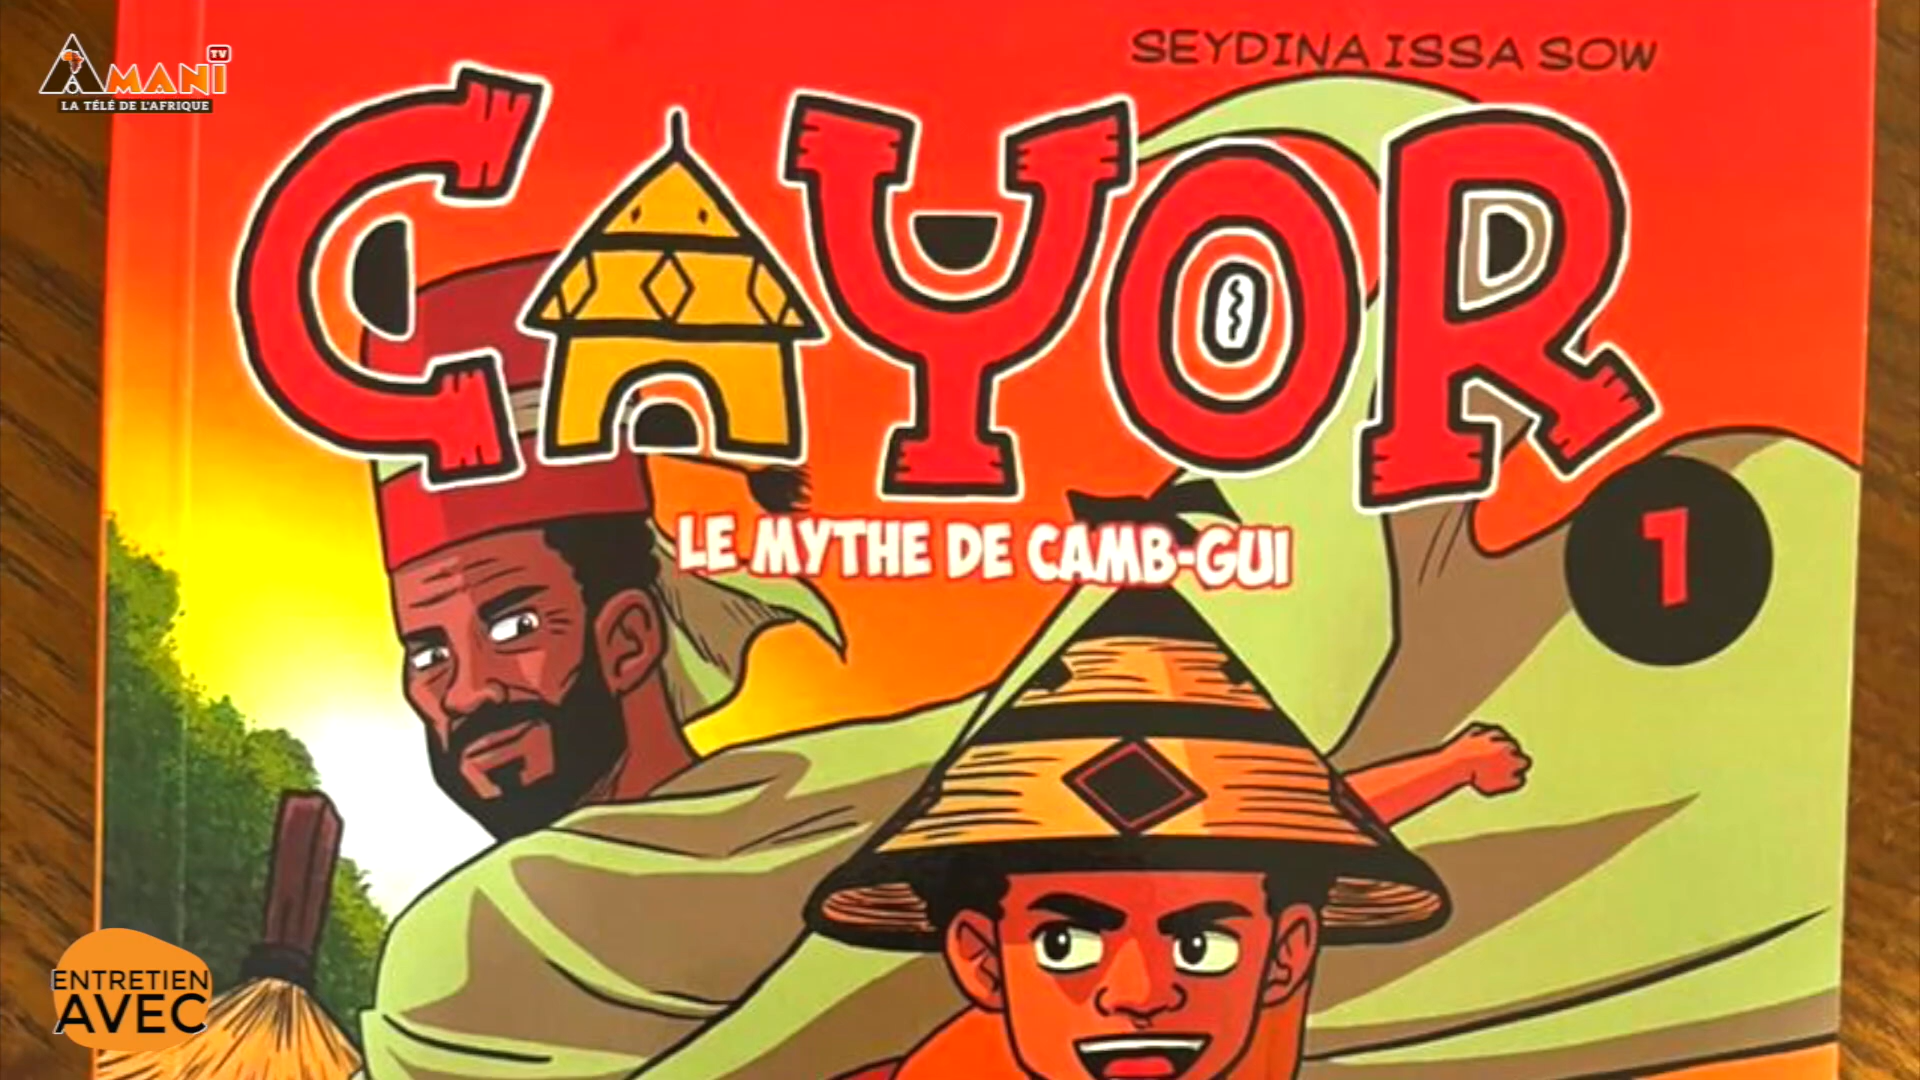 AMANI TV
LA TÉLÉ DE L'AFRIQUE
SEYDINA ISSA SOW
CAYOR
LE MYTHE DE CAMB-GUI
1
ENTRETIEN
AVEC